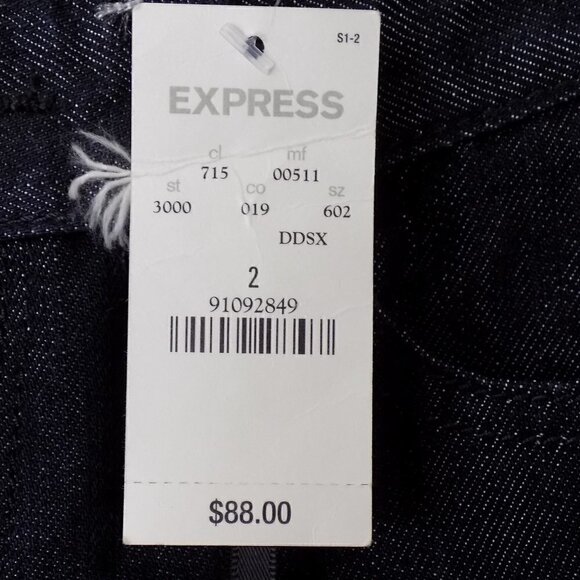 S1-2
EXPRESS
cl mf
715 00511
st co sz
3000 019 602
DDSX
2
91092849
$88.00